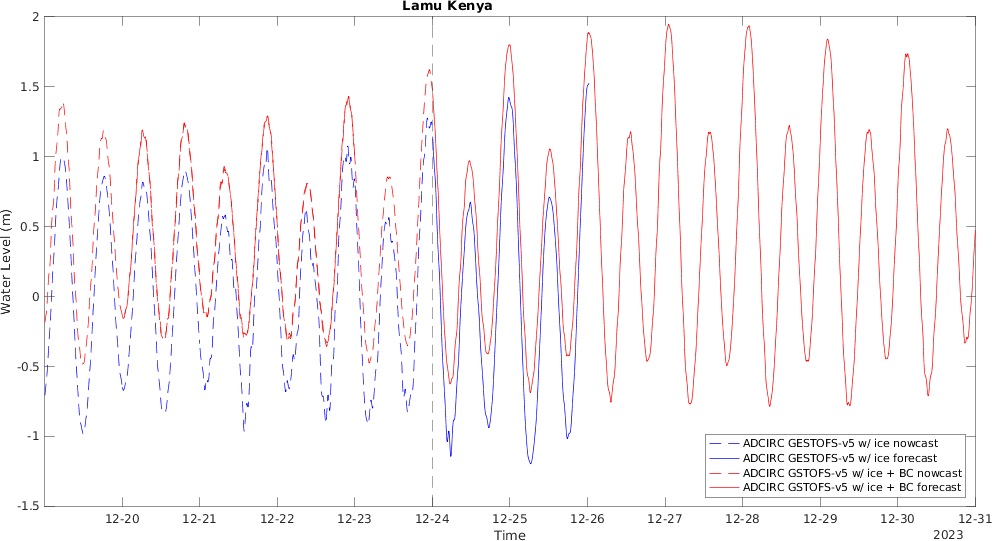 Lamu Kenya
Water Level (m)
2
1.5
1
0.5
0
-0.5
-1
-1.5
12-20 12-21 12-22 12-23 12-24 12-25 12-26 12-27 12-28 12-29 12-30 12-31
Time
2023
ADCIRC GESTOFS-v5 w/ ice nowcast
ADCIRC GESTOFS-v5 w/ ice forecast
ADCIRC GSTOFS-v5 w/ ice + BC nowcast
ADCIRC GSTOFS-v5 w/ ice + BC forecast